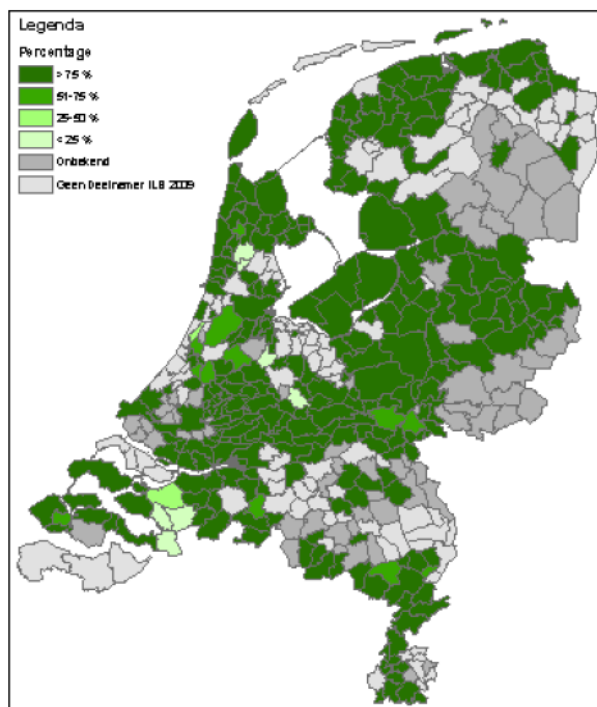 Legenda
Percentage
> 75 %
51-75 %
25-50 %
< 25 %
Onbekend
Geen Deelnemer ILB 2009